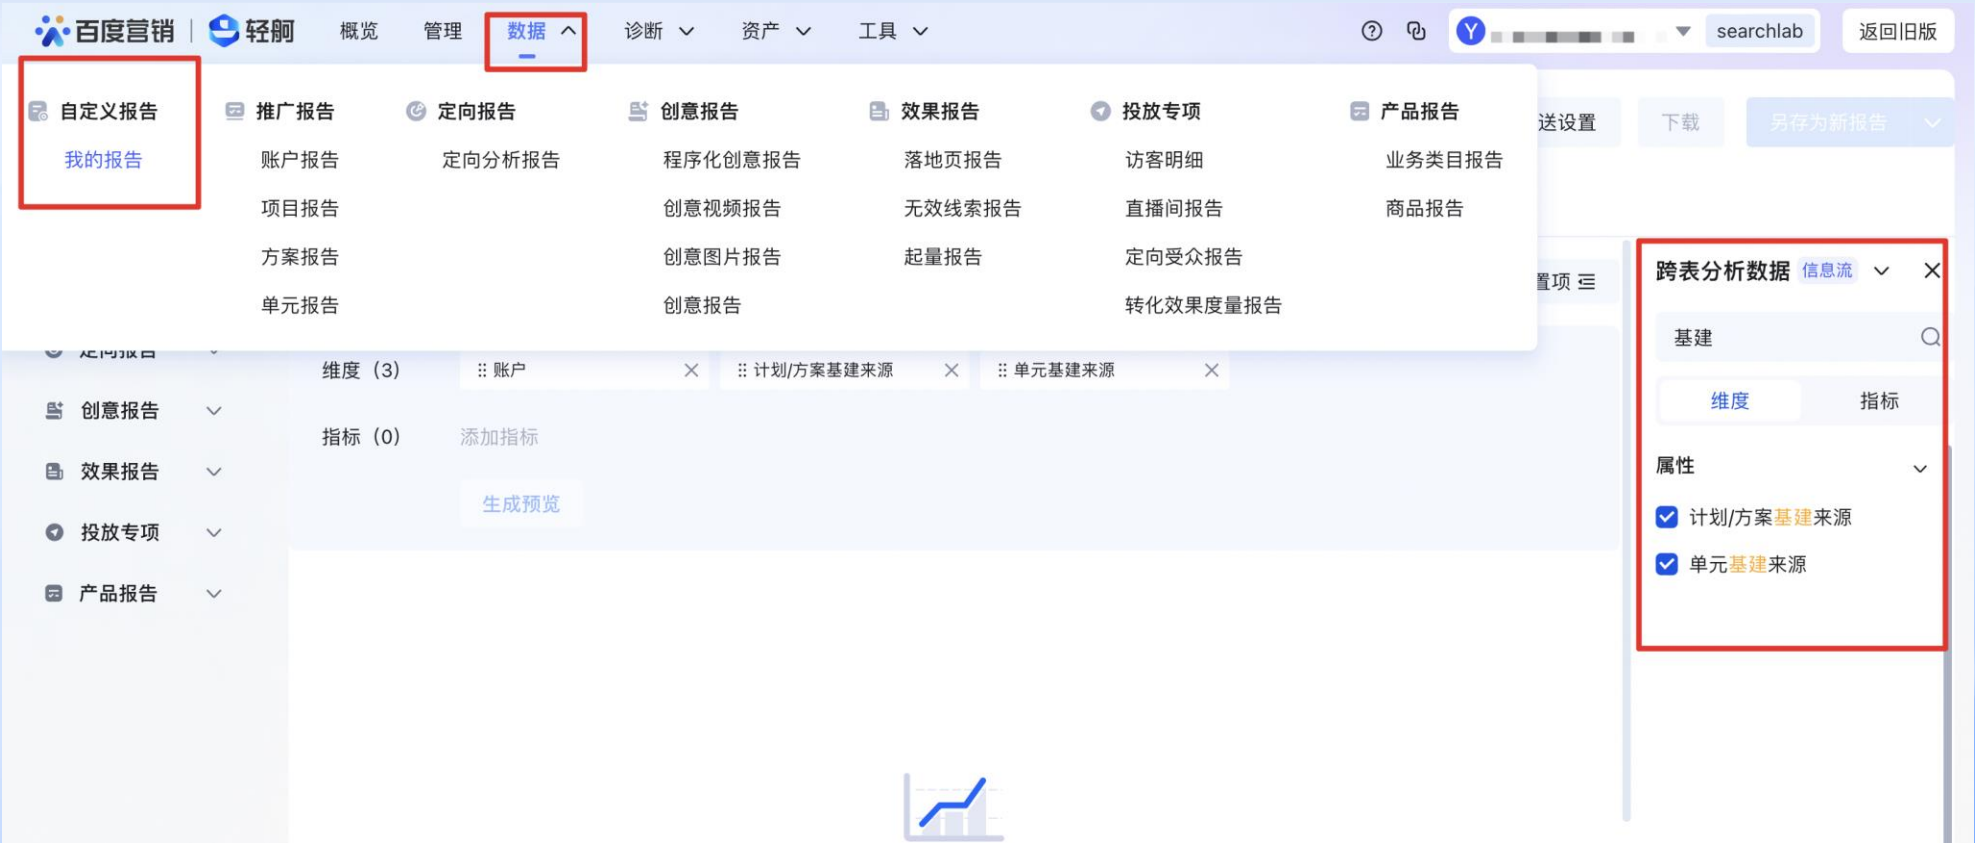 百度营销 轻舸 概览 管理 数据 诊断 资产 工具 Y searchlab 返回旧版
自定义报告 推广报告 定向报告 创意报告 效果报告 投放专项 产品报告 送设置 下载 另存为新报告
我的报告 账户报告 定向分析报告 程序化创意报告 落地页报告 访客明细 业务类目报告
项目报告 创意视频报告 无效线索报告 直播间报告 商品报告
方案报告 创意图片报告 起量报告 定向受众报告
单元报告 创意报告 转化效果度量报告
置项
跨表分析数据 信息流
基建
维度 指标
属性
计划/方案基建来源
单元基建来源
定向报告
创意报告
效果报告
投放专项
产品报告
维度（3） 账户 计划/方案基建来源 单元基建来源
指标（0） 添加指标
生成预览